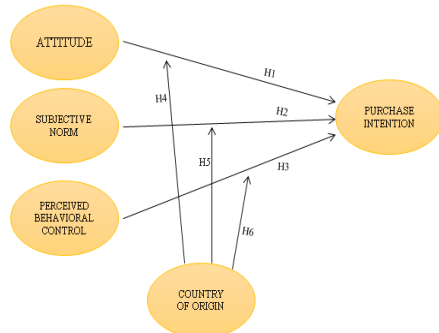 ATTITUDE
H1
H4
H2
PURCHASE
INTENTION
SUBJECTIVE
NORM
H5
H3
PERCEIVED
BEHAVIORAL
CONTROL
H6
COUNTRY
OF ORIGIN